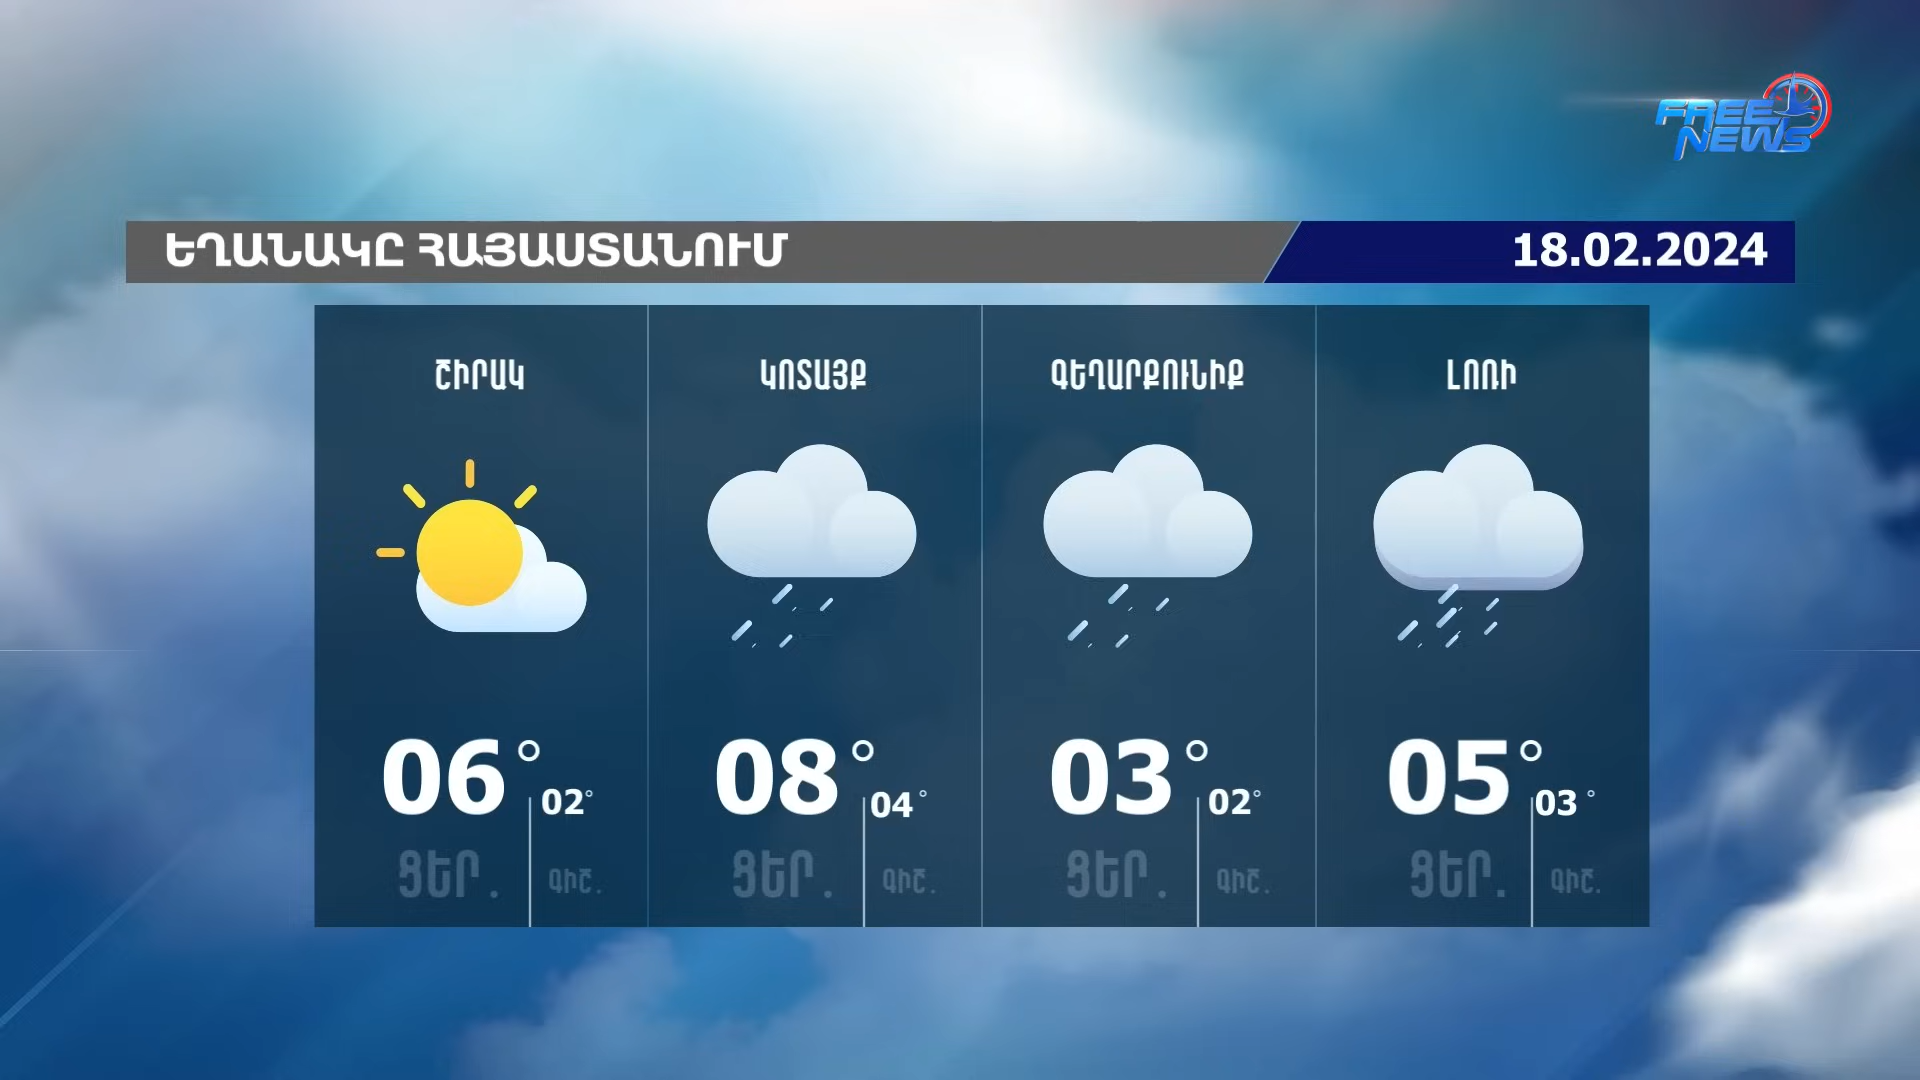 FREE
NEWS
ԵՂԱՆԱԿԸ ՀԱՅԱՍՏԱՆՈՒՄ
18.02.2024
ՇԻՐԱԿ
ԿՈՏԱՅՔ
ԳԵՂԱՐՔՈՒՆԻՔ
ԼՈՌԻ
06° 02°
08° 04°
03° 02°
05° 03°
ՑԵՐ. ԳԻՇ.
ՑԵՐ. ԳԻՇ.
ՑԵՐ. ԳԻՇ.
ՑԵՐ. ԳԻՇ.